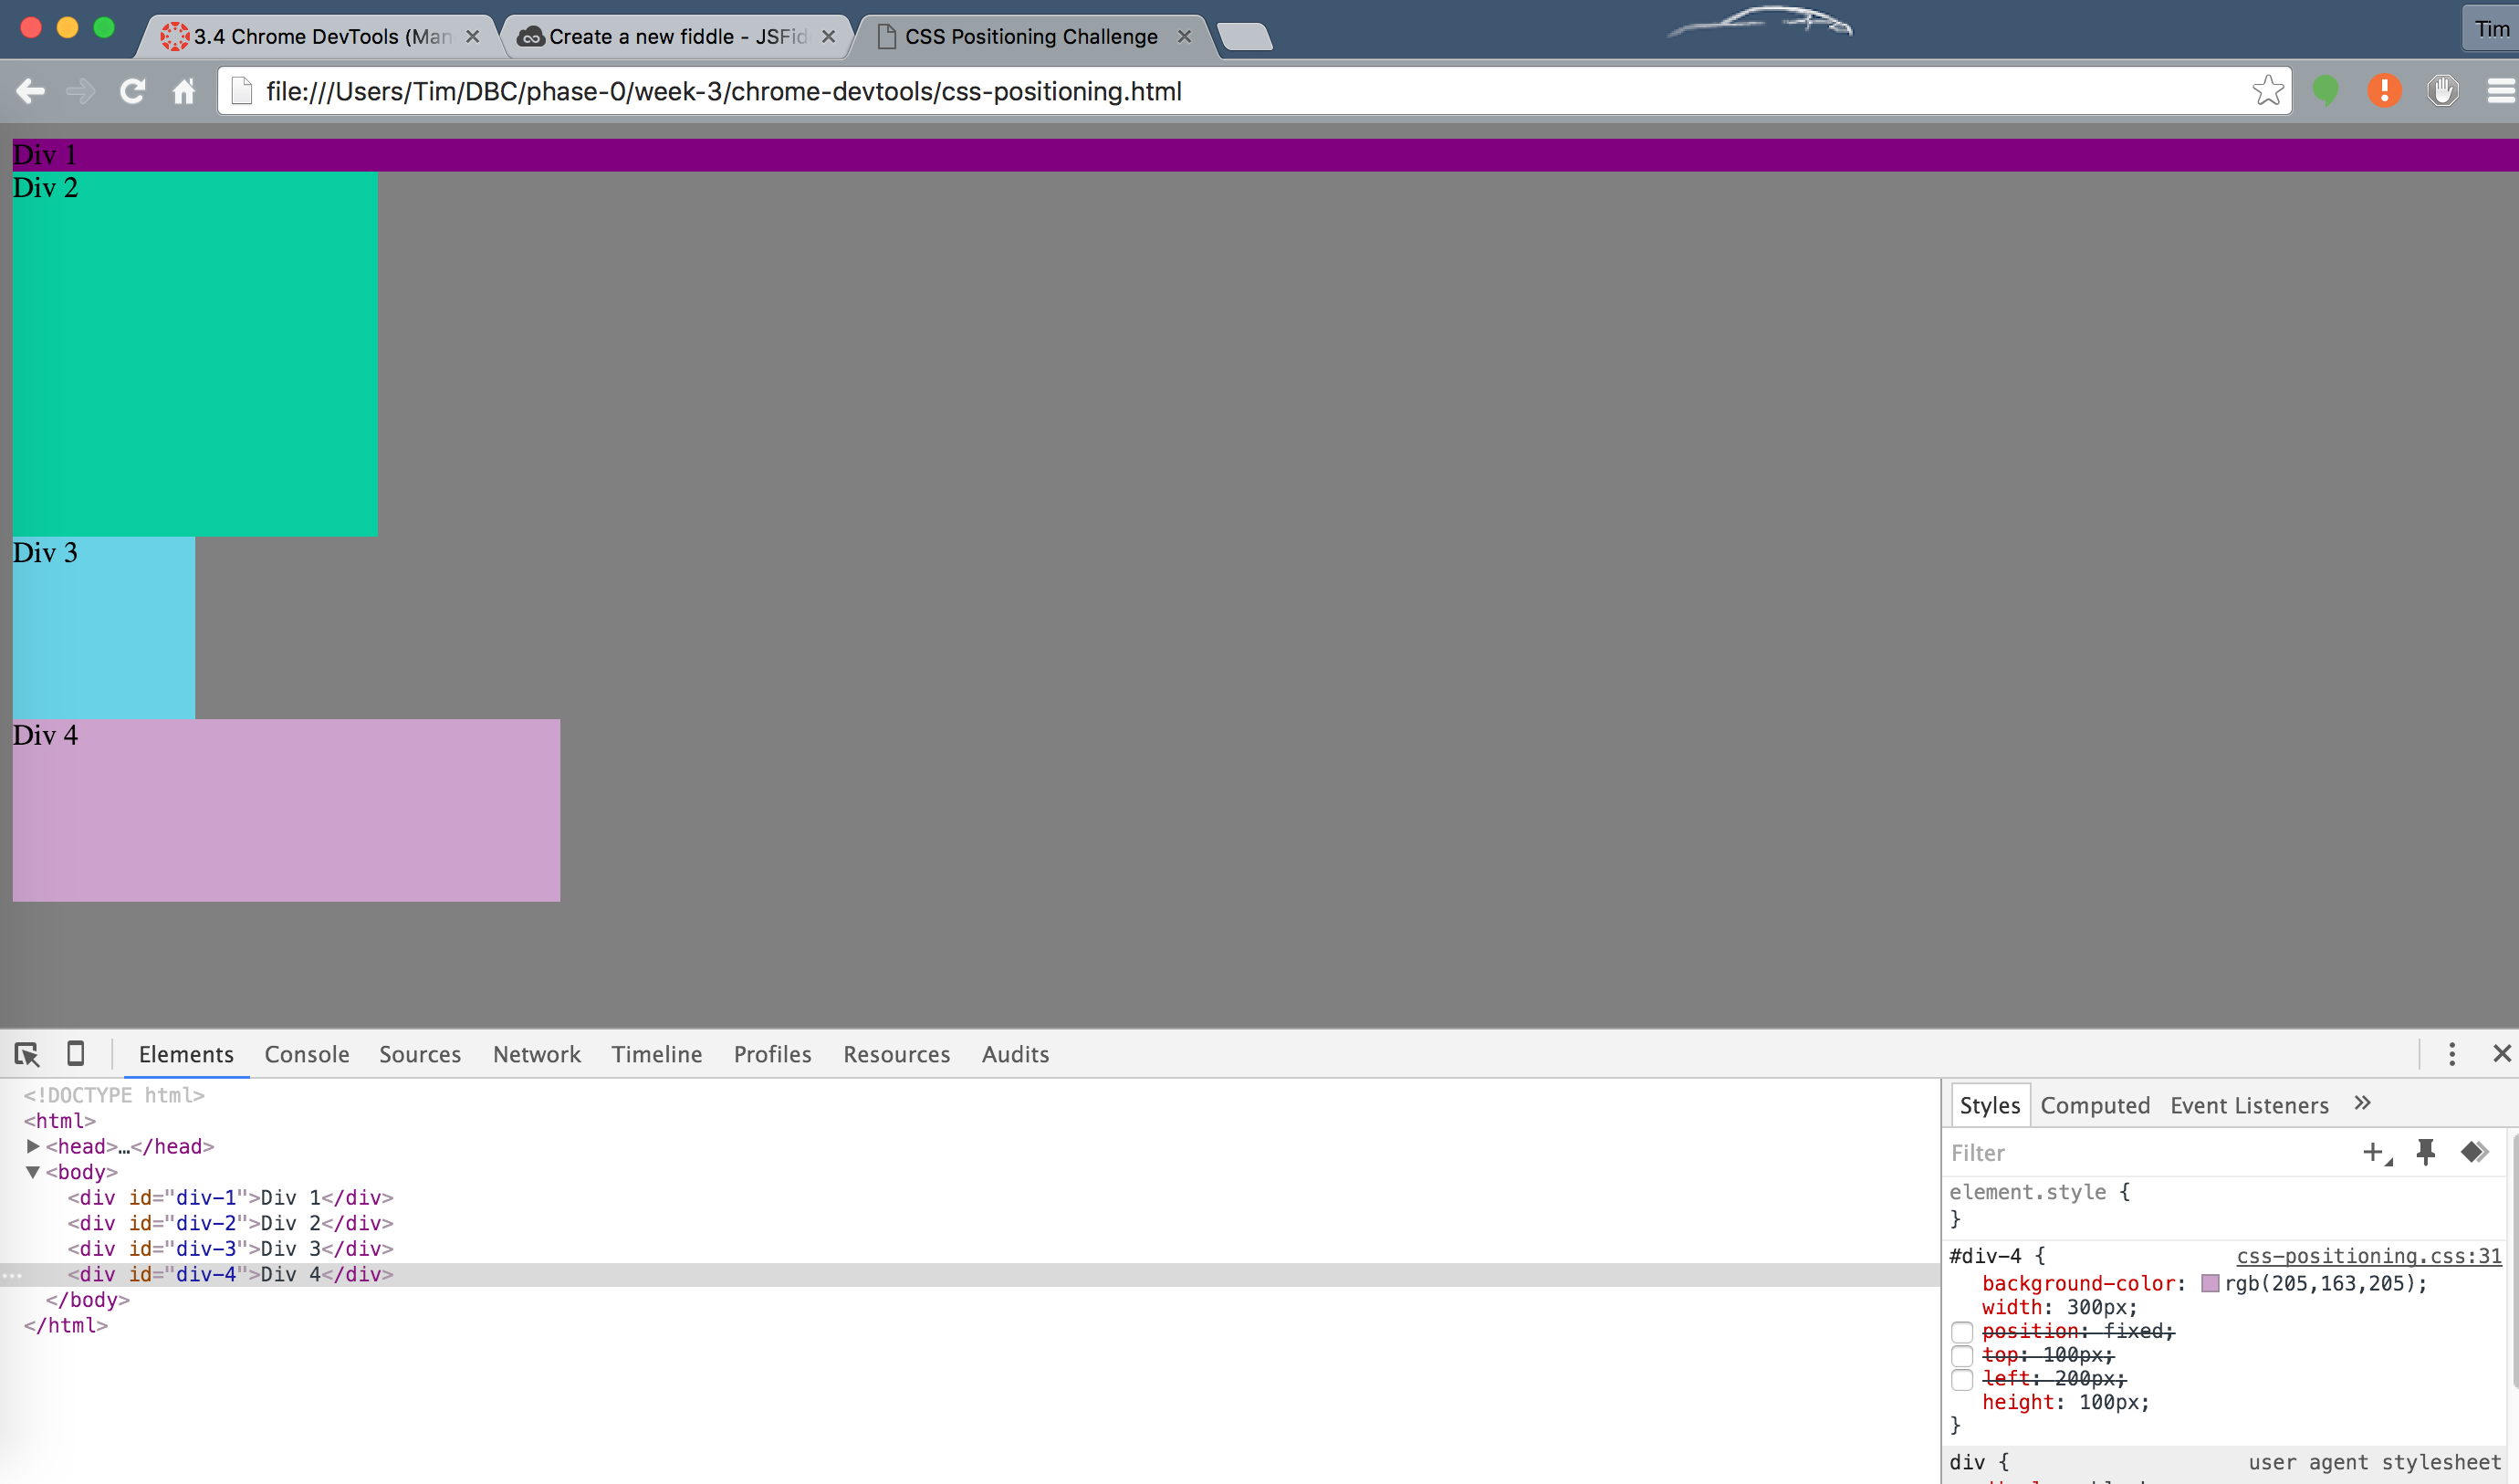 3.4 Chrome DevTools (Man
Create a new fiddle - JSFid
CSS Positioning Challenge
Tim
file:///Users/Tim/DBC/phase-0/week-3/chrome-devtools/css-positioning.html
Div 1
Div 2
Div 3
Div 4
Elements Console Sources Network Timeline Profiles Resources Audits
<!DOCTYPE html>
<html>
<head>…</head>
<body>
<div id="div-1">Div 1</div>
<div id="div-2">Div 2</div>
<div id="div-3">Div 3</div>
<div id="div-4">Div 4</div>
</body>
</html>
Styles Computed Event Listeners »
Filter
element.style {
}
#div-4 { css-positioning.css:31
background-color: rgb(205,163,205);
width: 300px;
position: fixed;
top: 100px;
left: 200px;
height: 100px;
}
div { user agent stylesheet